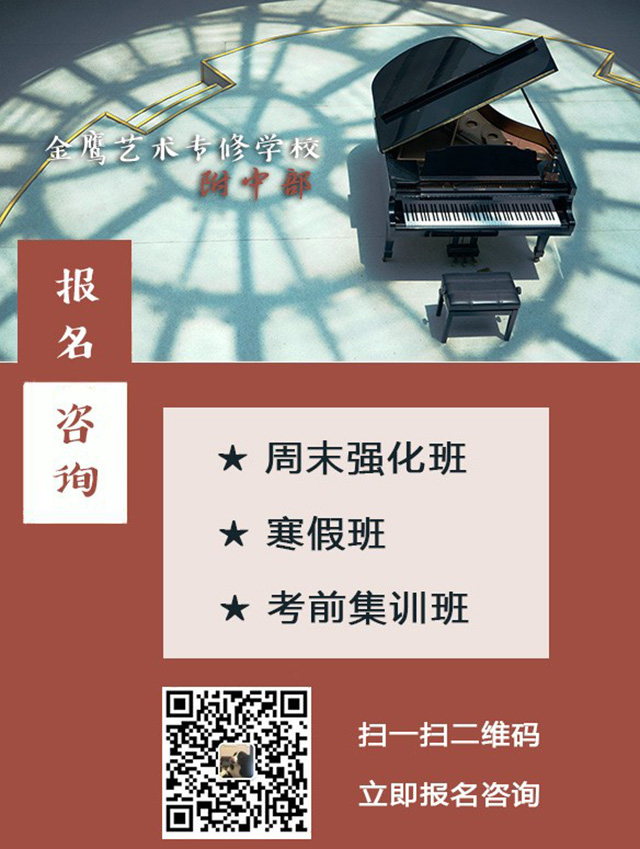 金鹰艺术专修学校
附中部
报名
咨询
★ 周末强化班
★ 寒假班
★ 考前集训班
扫一扫二维码
立即报名咨询